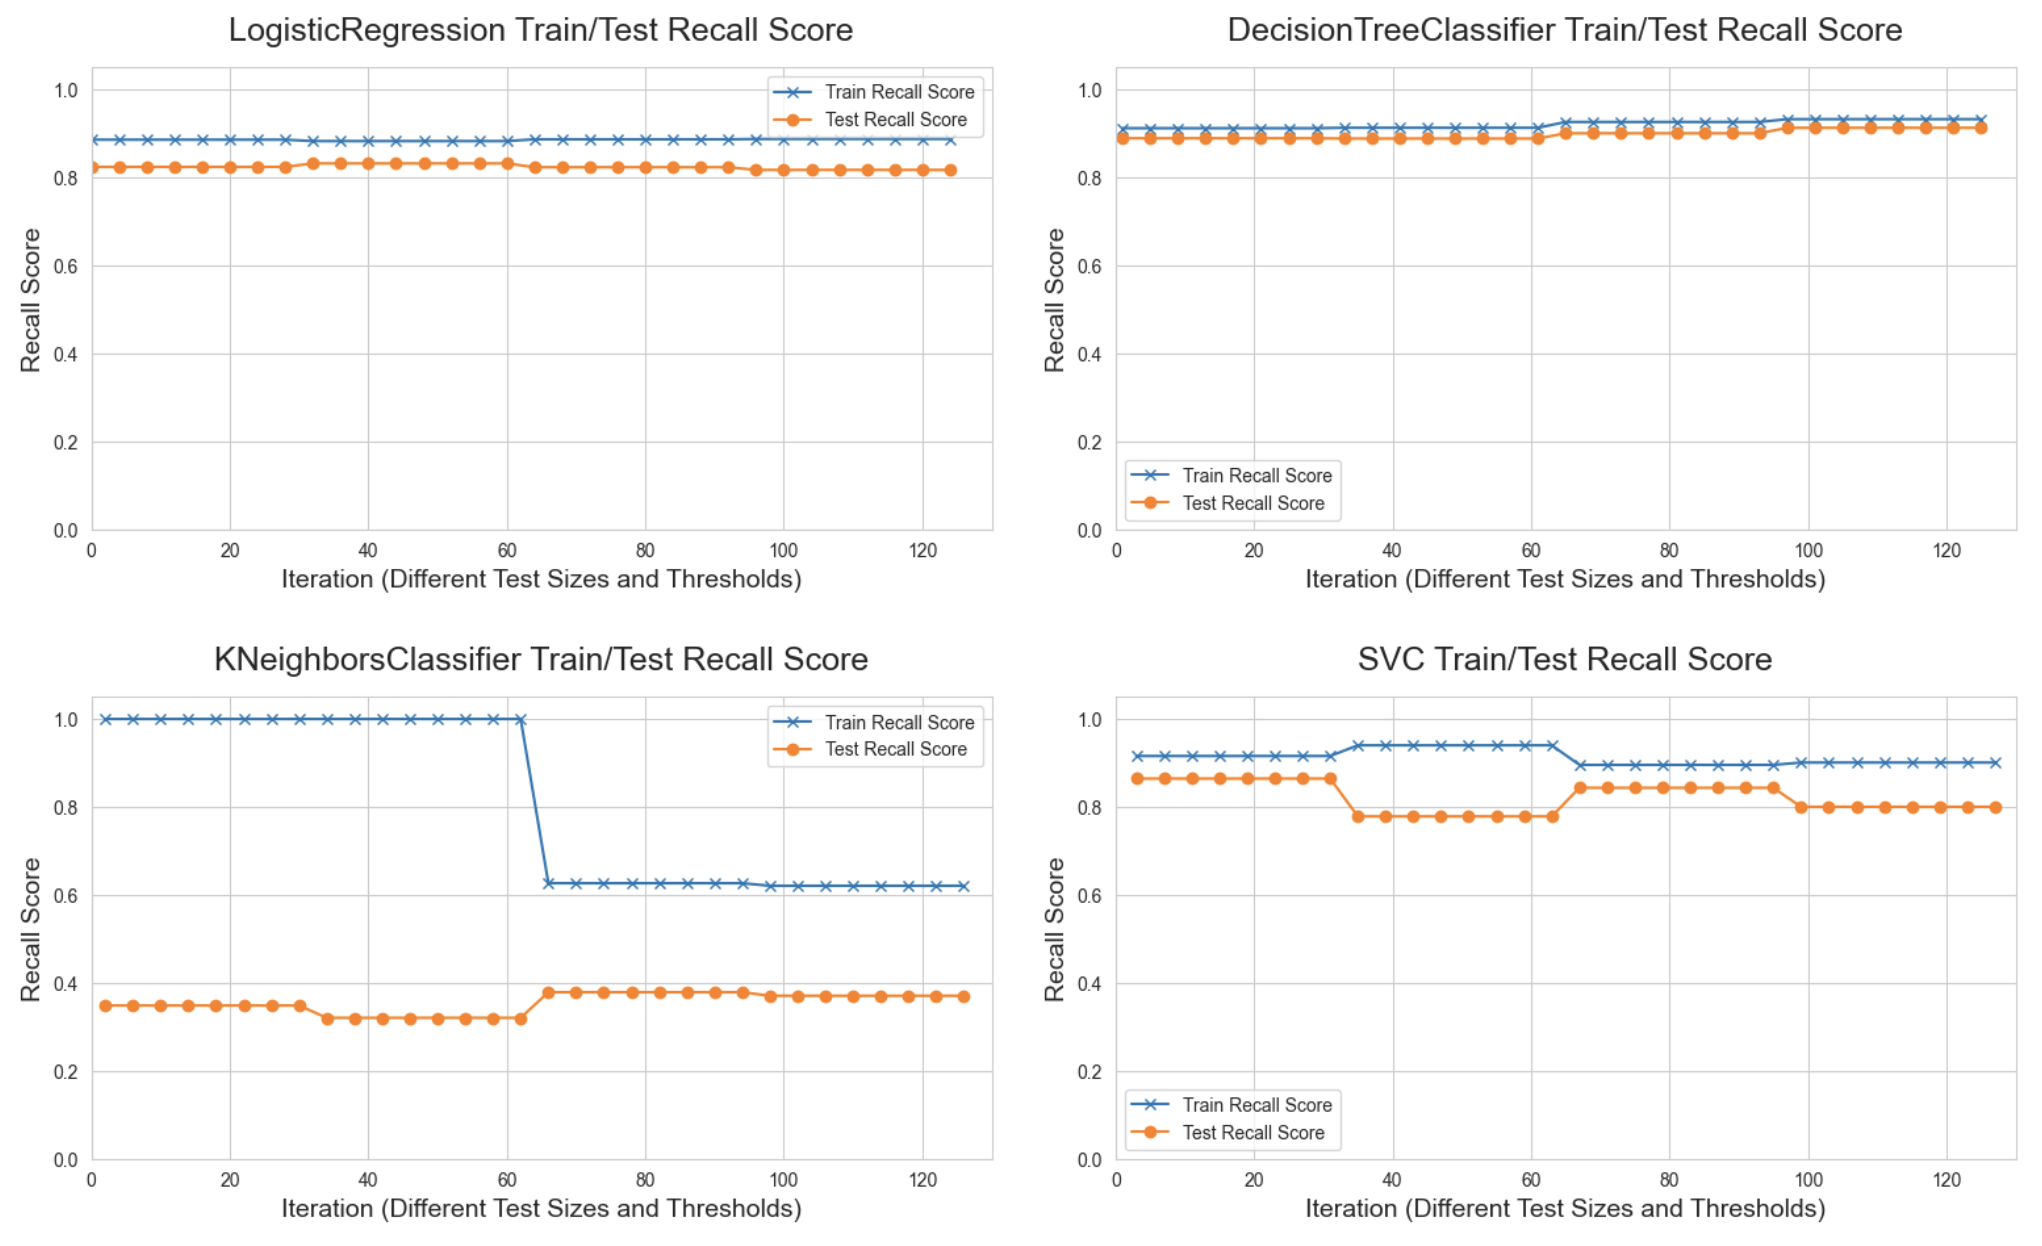 LogisticRegression Train/Test Recall Score
1.0
0.8
0.6
0.4
0.2
0.0
Recall Score
Train Recall Score
Test Recall Score
0 20 40 60 80 100 120
Iteration (Different Test Sizes and Thresholds)
DecisionTreeClassifier Train/Test Recall Score
1.0
0.8
0.6
0.4
0.2
0.0
Recall Score
Train Recall Score
Test Recall Score
0 20 40 60 80 100 120
Iteration (Different Test Sizes and Thresholds)
KNeighborsClassifier Train/Test Recall Score
1.0
0.8
0.6
0.4
0.2
0.0
Recall Score
Train Recall Score
Test Recall Score
0 20 40 60 80 100 120
Iteration (Different Test Sizes and Thresholds)
SVC Train/Test Recall Score
1.0
0.8
0.6
0.4
0.2
0.0
Recall Score
Train Recall Score
Test Recall Score
0 20 40 60 80 100 120
Iteration (Different Test Sizes and Thresholds)